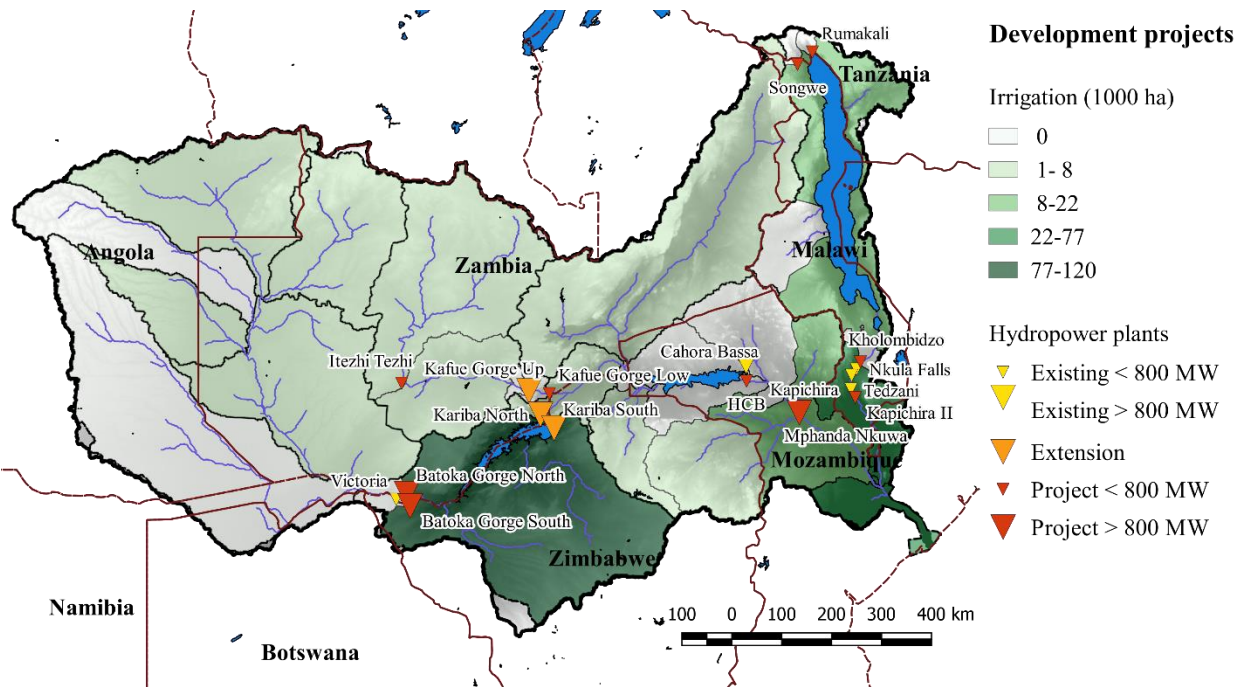 Rumakali
Tanzania
Songwe
Angola
Zambia
Malawi
Itezhi Tezhi
Kafue Gorge Up
Kafue Gorge Low
Cahora Bassa
Kholombidzo
Nkula Falls
Tedzani
Kapichira
Kapichira II
HCB
Kariba North
Kariba South
Mphanda Nkuwa
Mozambique
Victoria
Batoka Gorge North
Batoka Gorge South
Zimbabwe
Namibia
Botswana
100 0 100 200 300 400 km
Development projects
Irrigation (1000 ha)
0
1- 8
8-22
22-77
77-120
Hydropower plants
Existing < 800 MW
Existing > 800 MW
Extension
Project < 800 MW
Project > 800 MW